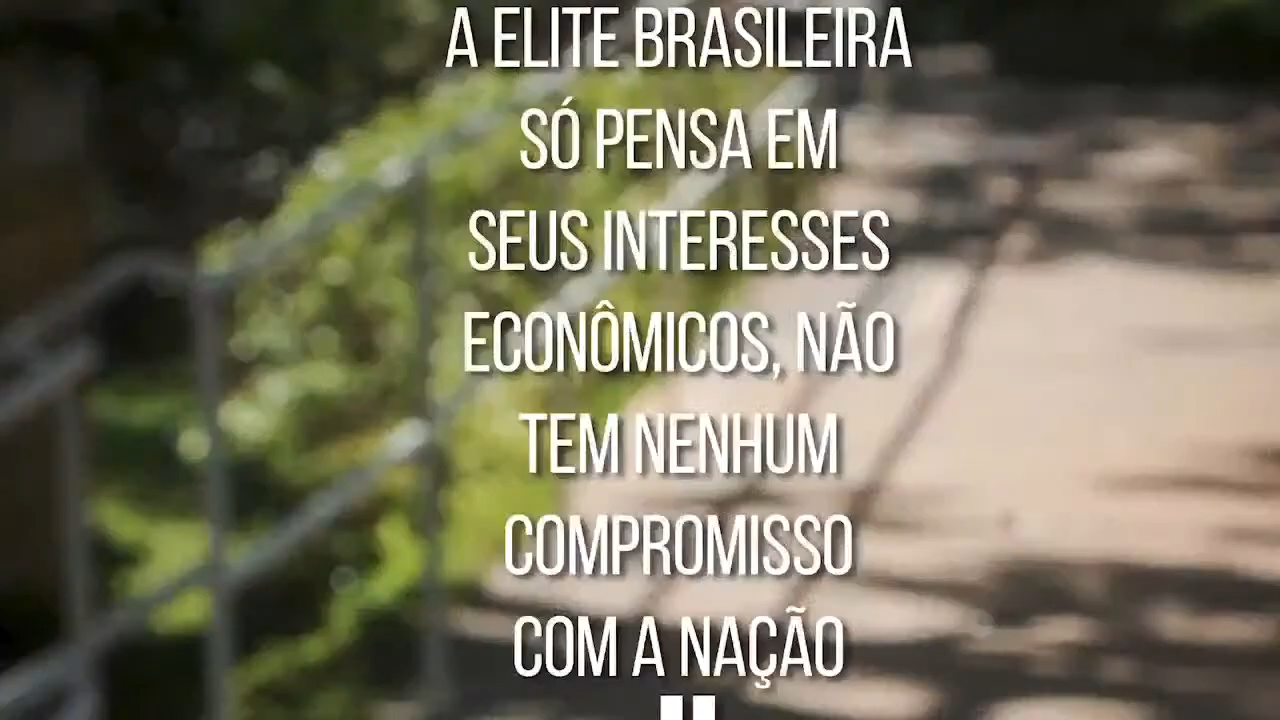 A ELITE BRASILEIRA
SÓ PENSA EM
SEUS INTERESSES
ECONÔMICOS, NÃO
TEM NENHUM
COMPROMISSO
COM A NAÇÃO